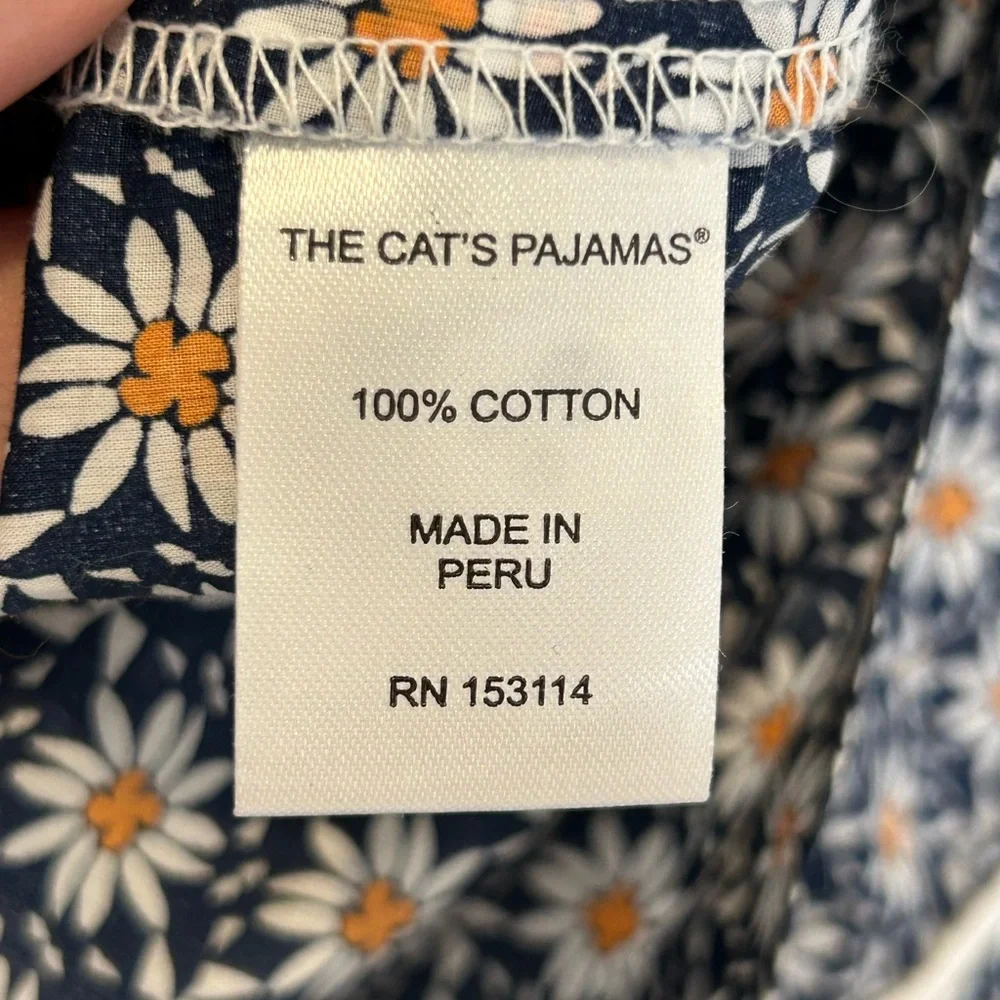 THE CAT'S PAJAMAS®
100% COTTON
MADE IN
PERU
RN 153114